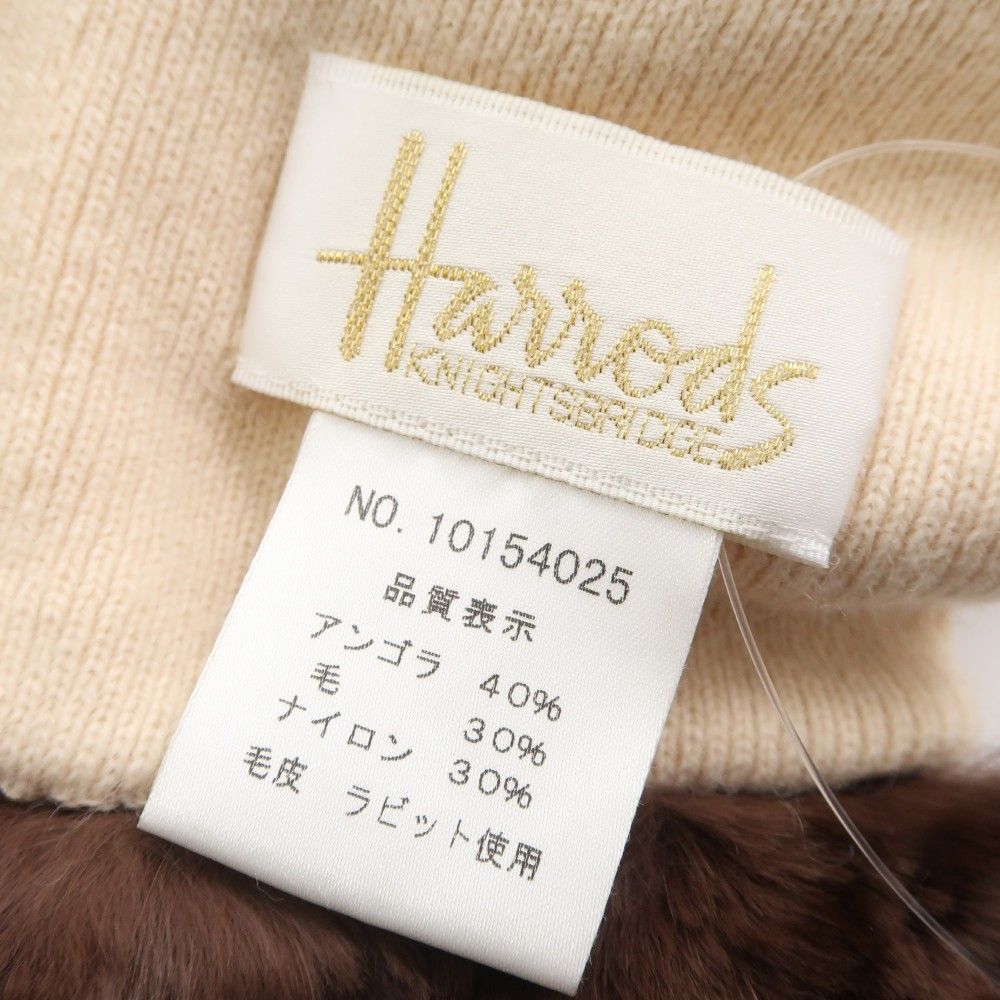 Harrods
KNIGHTSBRIDGE
NO. 10154025
品質表示
アンゴラ 40%
毛 30%
ナイロン 30%
毛皮 ラビット使用